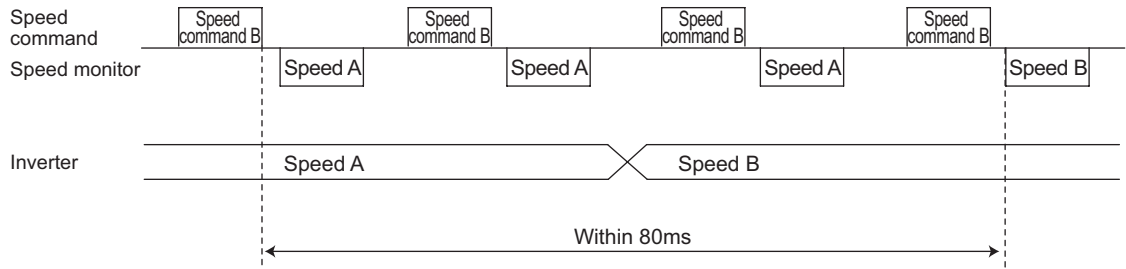 Speed
command
Speed
command B
Speed
command B
Speed
command B
Speed
command B
Speed monitor
Speed A
Speed A
Speed A
Speed B
Inverter
Speed A
Speed B
Within 80ms